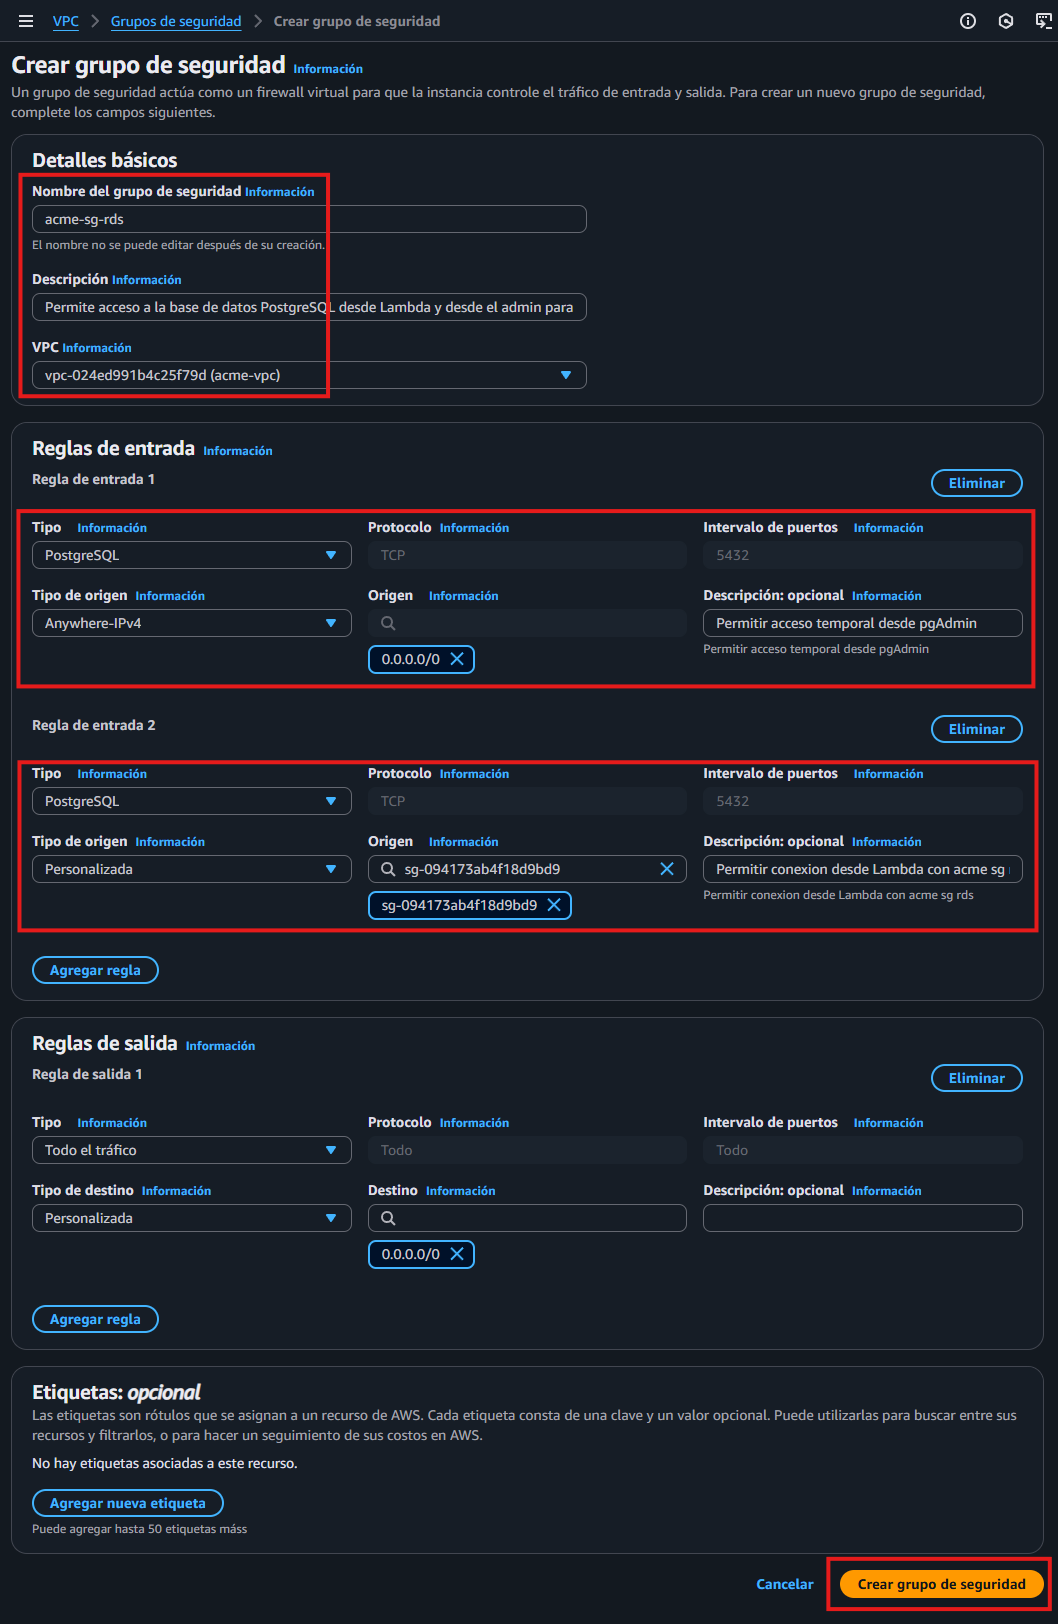 VPC > Grupos de seguridad > Crear grupo de seguridad
Crear grupo de seguridad Información
Un grupo de seguridad actúa como un firewall virtual para que la instancia controle el tráfico de entrada y salida. Para crear un nuevo grupo de seguridad,
complete los campos siguientes.
Detalles básicos
Nombre del grupo de seguridad Información
acme-sg-rds
El nombre no se puede editar después de su creación.
Descripción Información
Permite acceso a la base de datos PostgreSQL desde Lambda y desde el admin para
VPC Información
vpc-024ed991b4c25f79d (acme-vpc)
Reglas de entrada Información
Regla de entrada 1
Eliminar
Tipo Información Protocolo Información Intervalo de puertos Información
PostgreSQL TCP 5432
Tipo de origen Información Origen Información Descripción: opcional Información
Anywhere-IPv4 Permitir acceso temporal desde pgAdmin
0.0.0.0/0 Permitir acceso temporal desde pgAdmin
Regla de entrada 2
Eliminar
Tipo Información Protocolo Información Intervalo de puertos Información
PostgreSQL TCP 5432
Tipo de origen Información Origen Información Descripción: opcional Información
Personalizada sg-094173ab4f18d9bd9 Permitir conexion desde Lambda con acme sg
sg-094173ab4f18d9bd9 Permitir conexion desde Lambda con acme sg rds
Agregar regla
Reglas de salida Información
Regla de salida 1
Eliminar
Tipo Información Protocolo Información Intervalo de puertos Información
Todo el tráfico Todo Todo
Tipo de destino Información Destino Información Descripción: opcional Información
Personalizada
0.0.0.0/0
Agregar regla
Etiquetas: opcional
Las etiquetas son rótulos que se asignan a un recurso de AWS. Cada etiqueta consta de una clave y un valor opcional. Puede utilizarlas para buscar entre sus
recursos y filtrarlos, o para hacer un seguimiento de sus costos en AWS.
No hay etiquetas asociadas a este recurso.
Agregar nueva etiqueta
Puede agregar hasta 50 etiquetas máss
Cancelar Crear grupo de seguridad